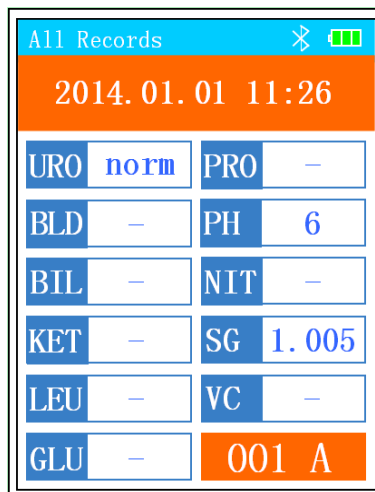 All Records
2014.01.01 11:26
URO norm PRO –
BLD – PH 6
BIL – NIT –
KET – SG 1.005
LEU – VC –
GLU – 001 A